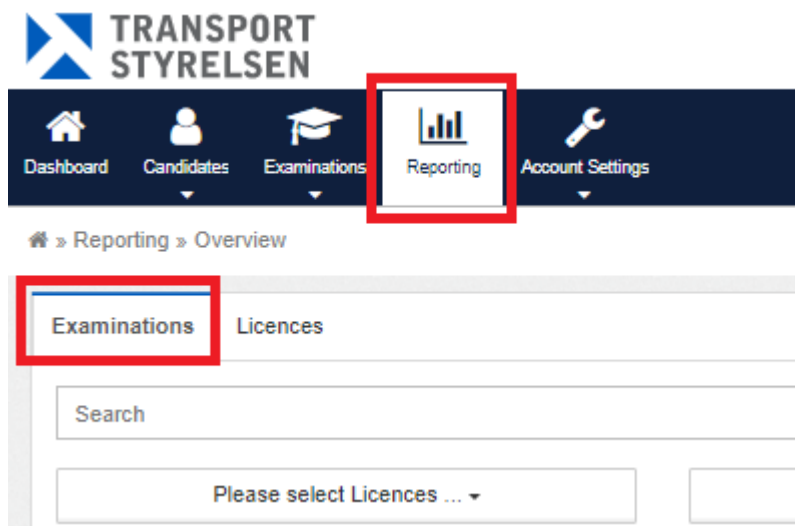 TRANSPORT
STYRELSEN
Dashboard Candidates Examinations Reporting Account Settings
» Reporting » Overview
Examinations Licences
Search
Please select Licences ...